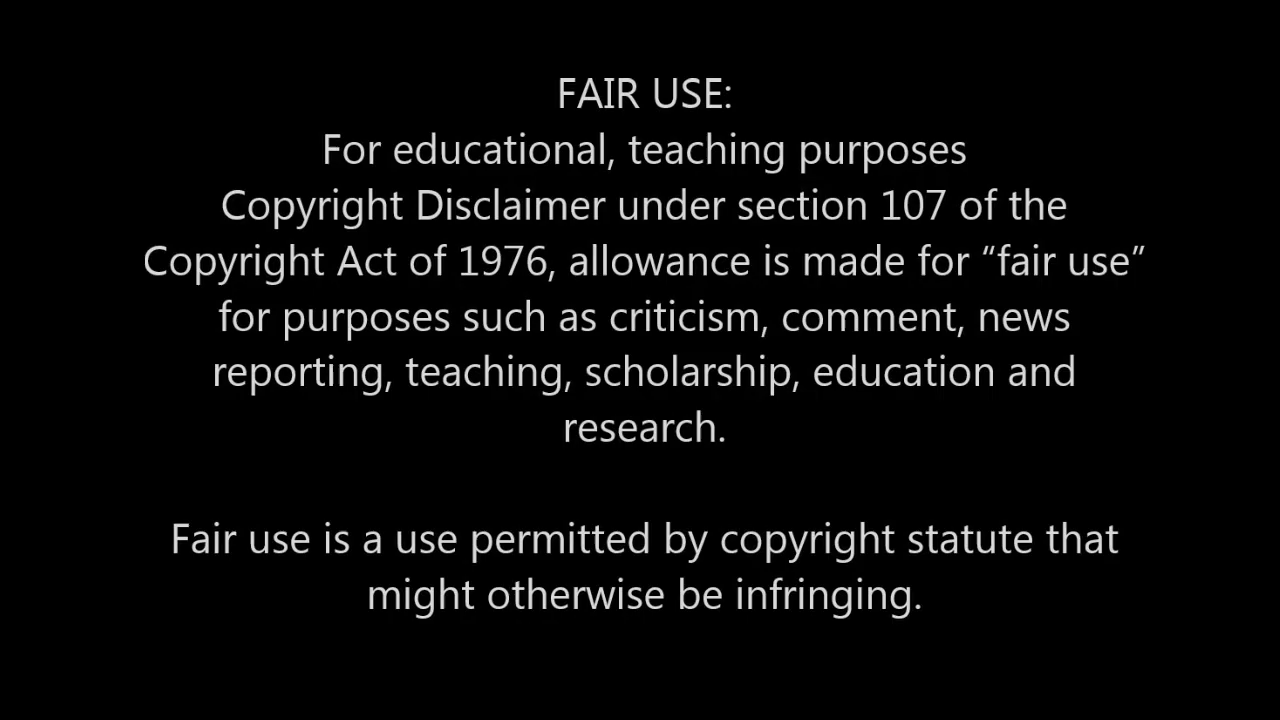 FAIR USE:
For educational, teaching purposes
Copyright Disclaimer under section 107 of the
Copyright Act of 1976, allowance is made for “fair use”
for purposes such as criticism, comment, news
reporting, teaching, scholarship, education and
research.
Fair use is a use permitted by copyright statute that
might otherwise be infringing.